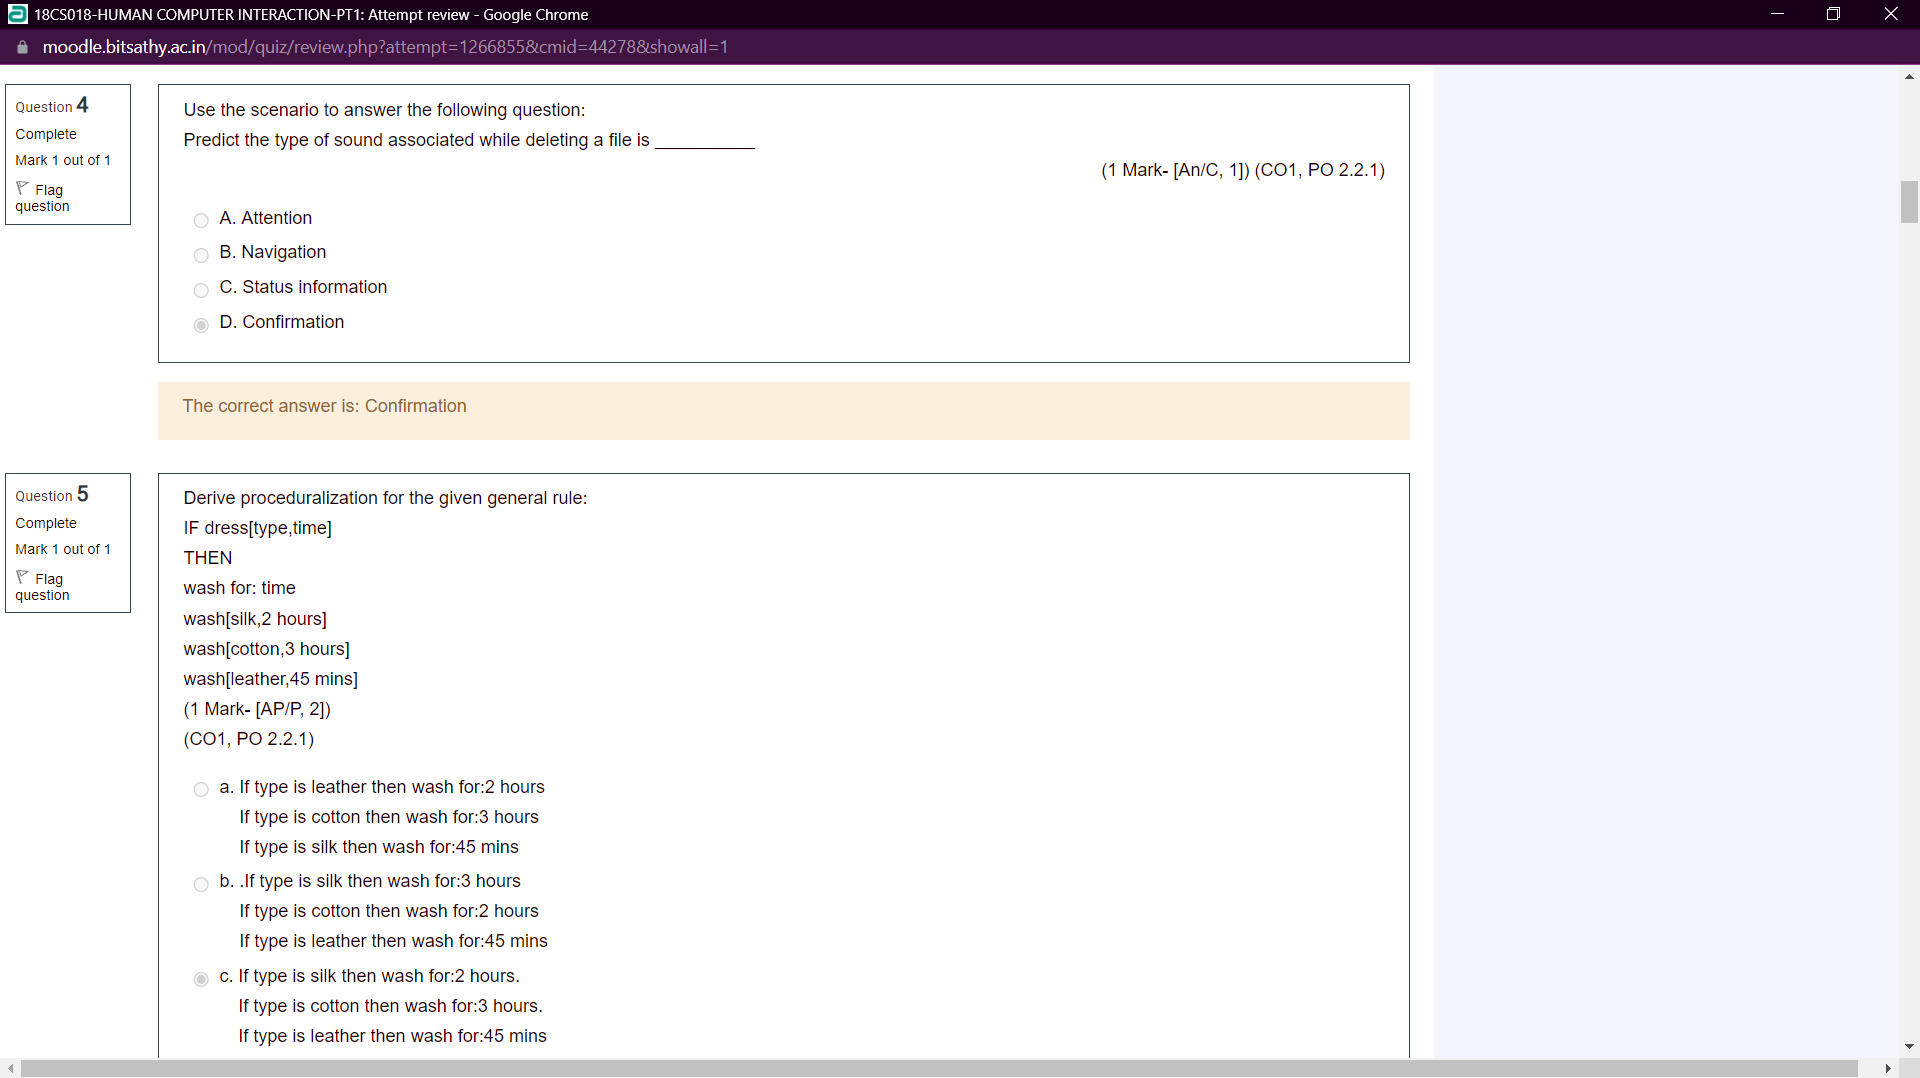 18CS018-HUMAN COMPUTER INTERACTION-PT1: Attempt review - Google Chrome
moodle.bitsathy.ac.in/mod/quiz/review.php?attempt=1266855&cmid=44278&showall=1
Question 4
Complete
Mark 1 out of 1
Flag
question
Use the scenario to answer the following question:
Predict the type of sound associated while deleting a file is __________
(1 Mark- [An/C, 1]) (CO1, PO 2.2.1)
A. Attention
B. Navigation
C. Status information
D. Confirmation
The correct answer is: Confirmation
Question 5
Complete
Mark 1 out of 1
Flag
question
Derive proceduralization for the given general rule:
IF dress[type,time]
THEN
wash for: time
wash[silk,2 hours]
wash[cotton,3 hours]
wash[leather,45 mins]
(1 Mark- [AP/P, 2])
(CO1, PO 2.2.1)
a. If type is leather then wash for:2 hours
If type is cotton then wash for:3 hours
If type is silk then wash for:45 mins
b. .If type is silk then wash for:3 hours
If type is cotton then wash for:2 hours
If type is leather then wash for:45 mins
c. If type is silk then wash for:2 hours.
If type is cotton then wash for:3 hours.
If type is leather then wash for:45 mins